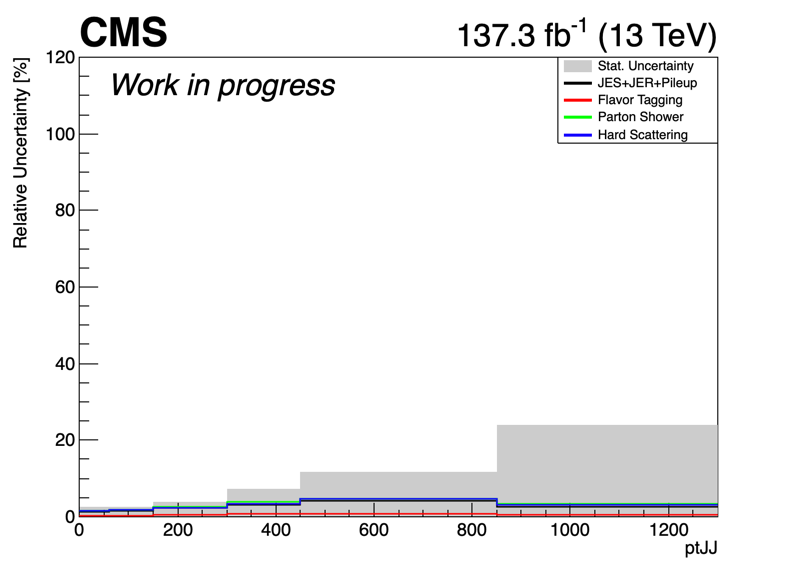 CMS 137.3 fb-1 (13 TeV)
Work in progress
Stat. Uncertainty
JES+JER+Pileup
Flavor Tagging
Parton Shower
Hard Scattering
Relative Uncertainty [%]
120
100
80
60
40
20
0
0 200 400 600 800 1000 1200
ptJJ